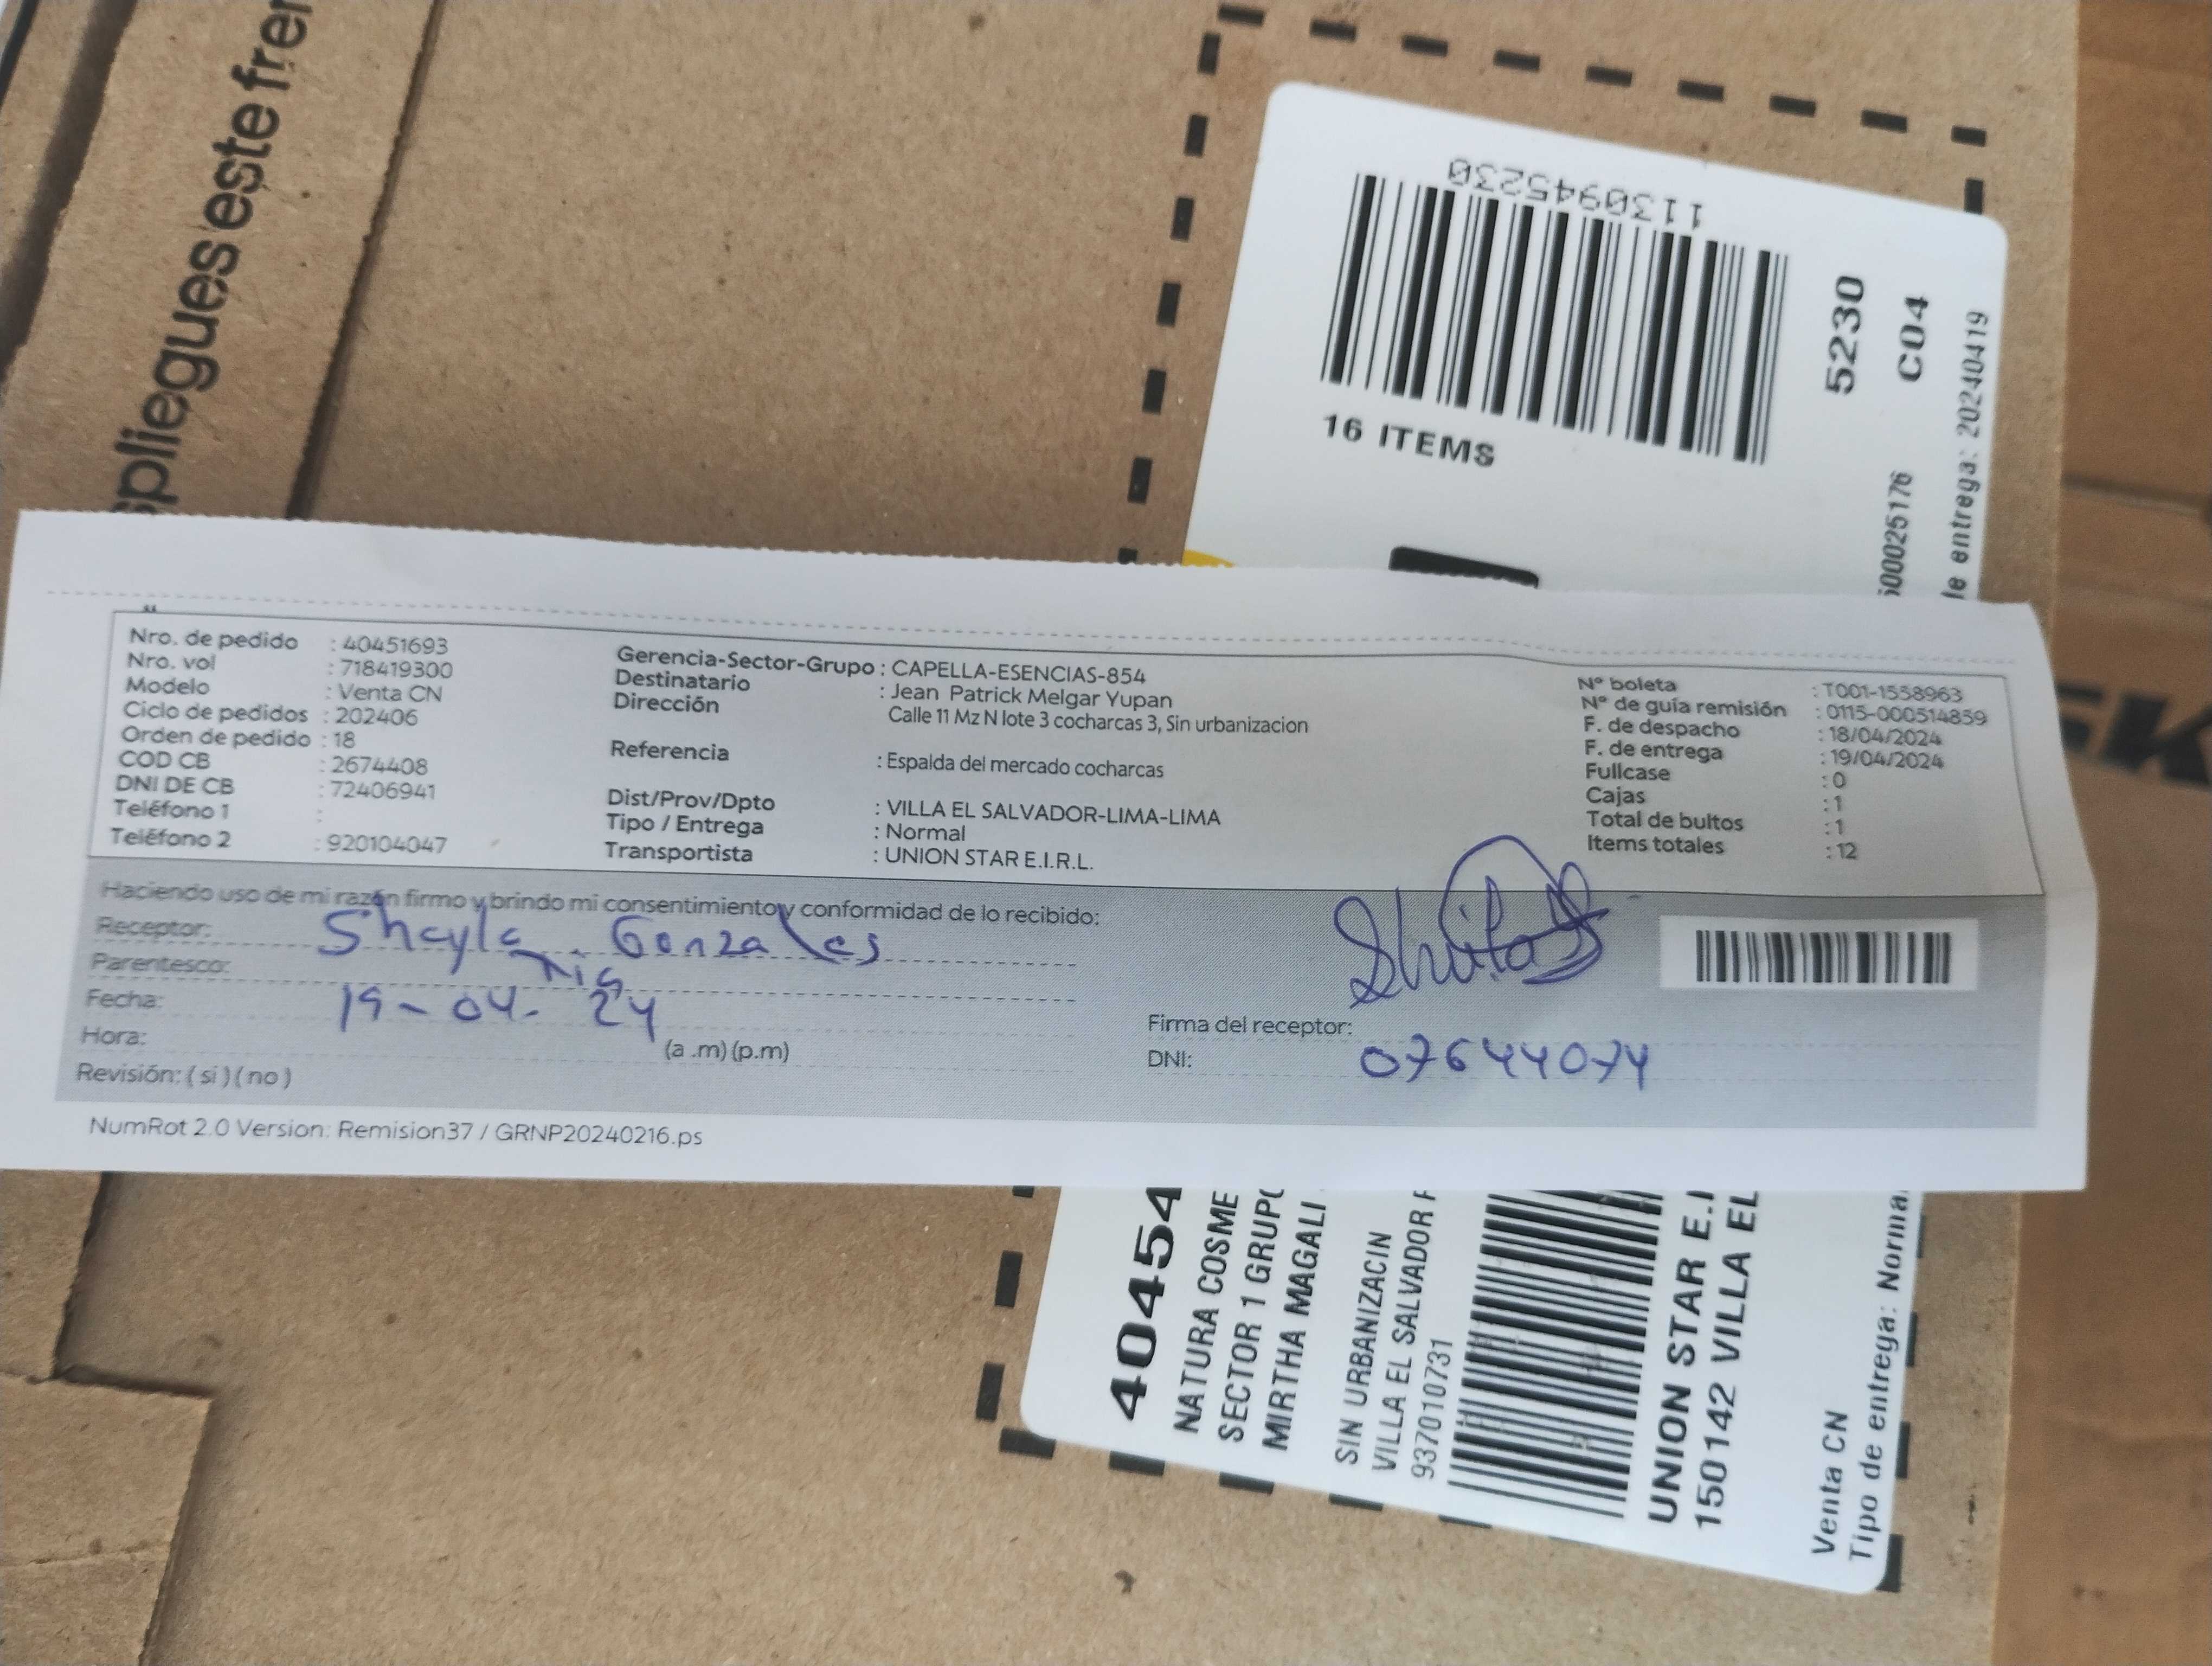 spliegues este fren
1130945230
16 ITEMS
5230
C04
500025176
de entrega: 20240419
Nro. de pedido : 40451693
Nro. vol : 718419300
Modelo : Venta CN
Ciclo de pedidos : 202406
Orden de pedido : 18
COD CB : 2674408
DNI DE CB : 72406941
Teléfono 1 :
Teléfono 2 : 920104047
Gerencia-Sector-Grupo : CAPELLA-ESENCIAS-854
Destinatario : Jean Patrick Melgar Yupan
Dirección Calle 11 Mz N lote 3 cocharcas 3, Sin urbanizacion
Referencia : Espalda del mercado cocharcas
Dist/Prov/Dpto : VILLA EL SALVADOR-LIMA-LIMA
Tipo / Entrega : Normal
Transportista : UNION STAR E.I.R.L.
N° boleta : T001-1558963
N° de guía remisión : 0115-000514859
F. de despacho : 18/04/2024
F. de entrega : 19/04/2024
Fullcase : 0
Cajas : 1
Total de bultos : 1
Items totales : 12
Haciendo uso de mi razón firmo y brindo mi consentimiento y conformidad de lo recibido:
Receptor: Shayla Gonzales
Parentesco: Tia
Fecha: 19-04-24
Hora: (a .m) (p.m)
Revisión: ( si ) ( no )
Firma del receptor:
DNI: 07644074
NumRot 2.0 Version: Remision37 / GRNP20240216.ps
40454
NATURA COSME
SECTOR 1 GRUPO
MIRTHA MAGALI
SIN URBANIZACIN
VILLA EL SALVADOR P
937010731
UNION STAR E.I
150142 VILLA EL
Venta CN
Tipo de entrega: Normal